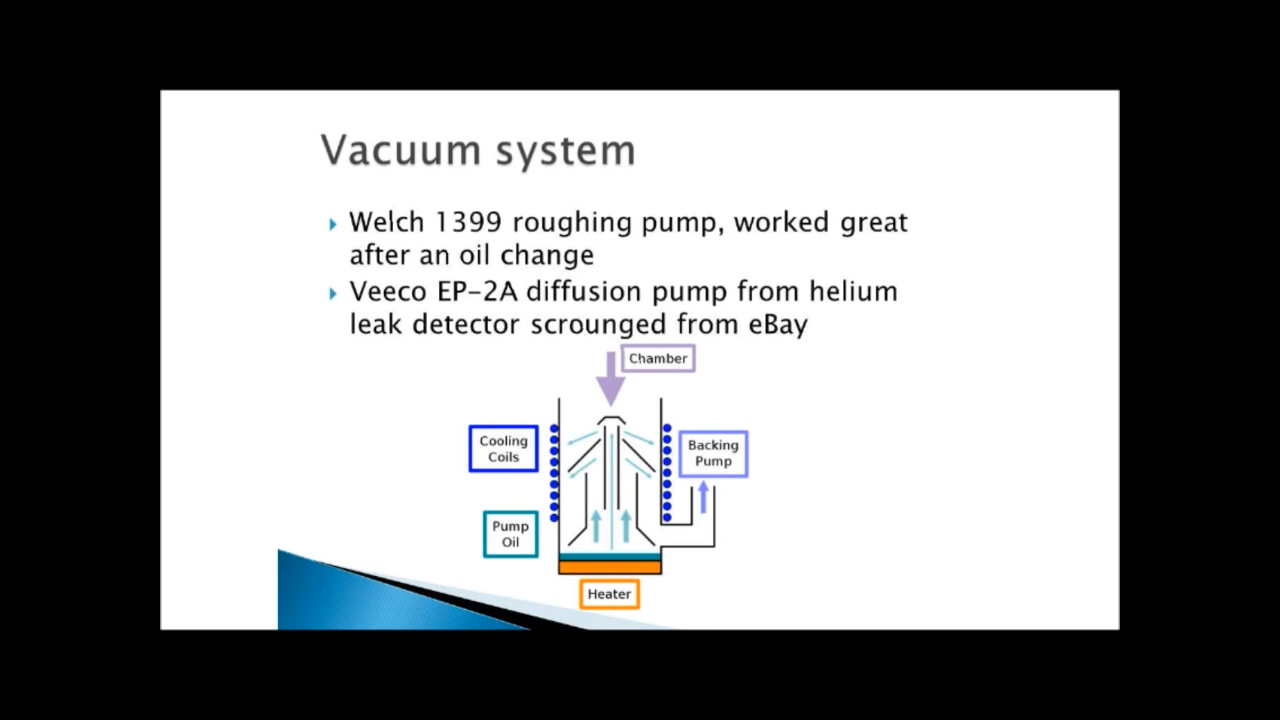 Vacuum system
Welch 1399 roughing pump, worked great
after an oil change
Veeco EP-2A diffusion pump from helium
leak detector scrounged from eBay
Chamber
Cooling
Coils
Backing
Pump
Pump
Oil
Heater